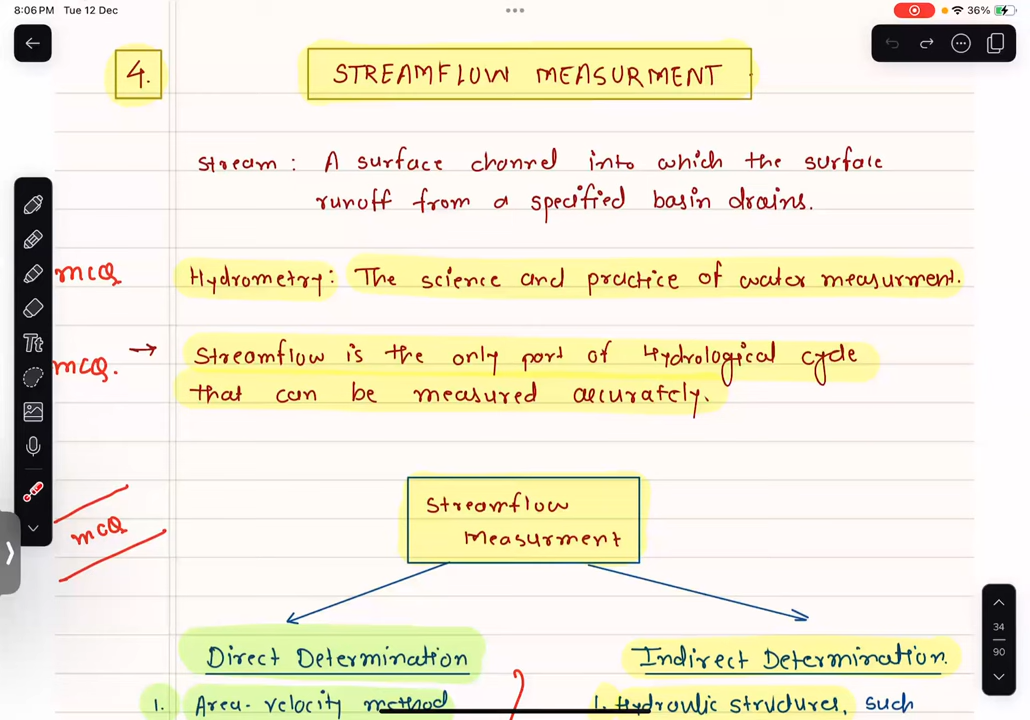 8:06 PM Tue 12 Dec
36%
4. STREAMFLOW MEASURMENT
Stream : A surface channel into which the surface
runoff from a specified basin drains.
MCQ Hydrometry : The science and practice of water measurment.
MCQ. → Streamflow is the only part of Hydrological cycle
that can be measured accurately.
Streamflow
MCQ Measurment
Tt
34
90
Direct Determination Indirect Determination.
1. Area-velocity method 1. Hydraulic structures, such